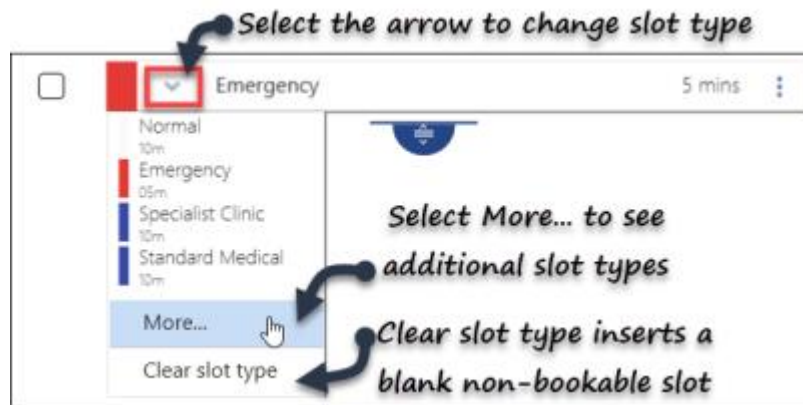 Select the arrow to change slot type
Emergency 5 mins
Normal
10m
Emergency
05m
Specialist Clinic
10m
Standard Medical
10m
Select More... to see
additional slot types
More...
Clear slot type inserts a
Clear slot type
blank non-bookable slot